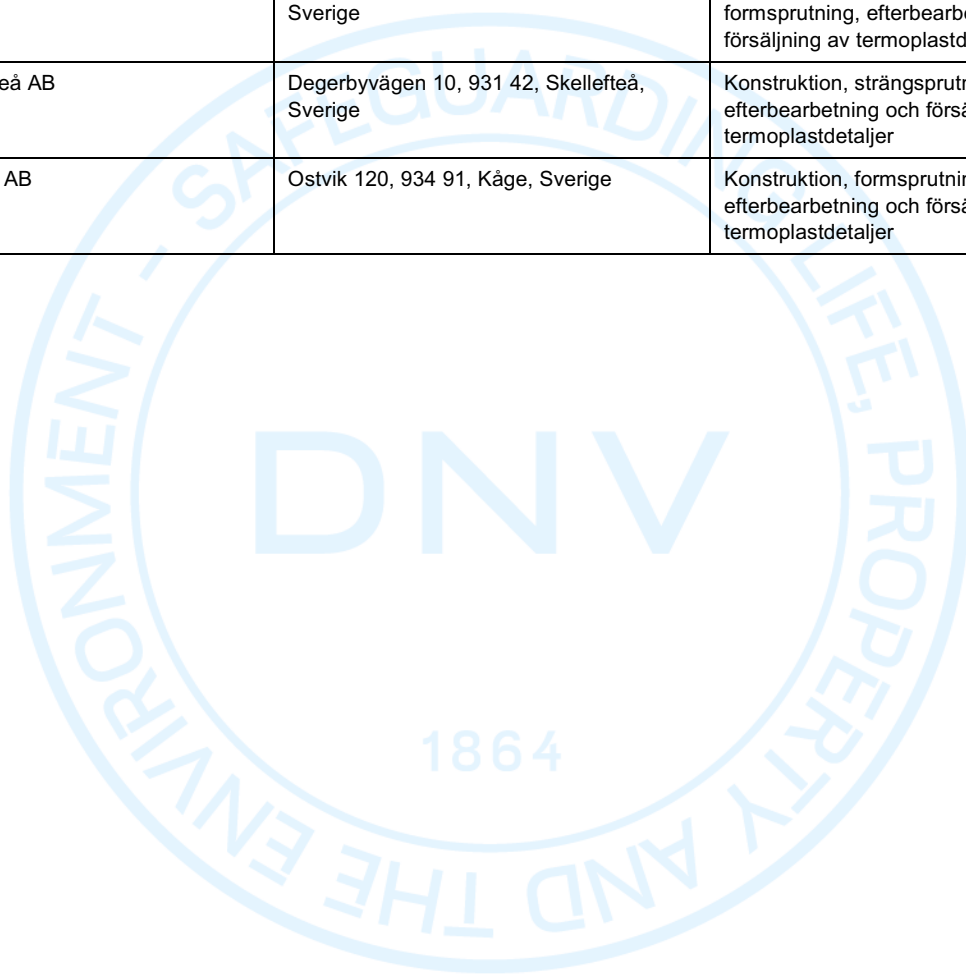 Sverige
formsprutning, efterbearb
försäljning av termoplastd
eå AB
Degerbyvägen 10, 931 42, Skellefteå,
Sverige
Konstruktion, strängsprut
efterbearbetning och förs
termoplastdetaljer
AB
Ostvik 120, 934 91, Kåge, Sverige
Konstruktion, formsprutni
efterbearbetning och förs
termoplastdetaljer
SAFEGUARDING LIFE, PROPERTY AND THE ENVIRONMENT -
DNV
1864